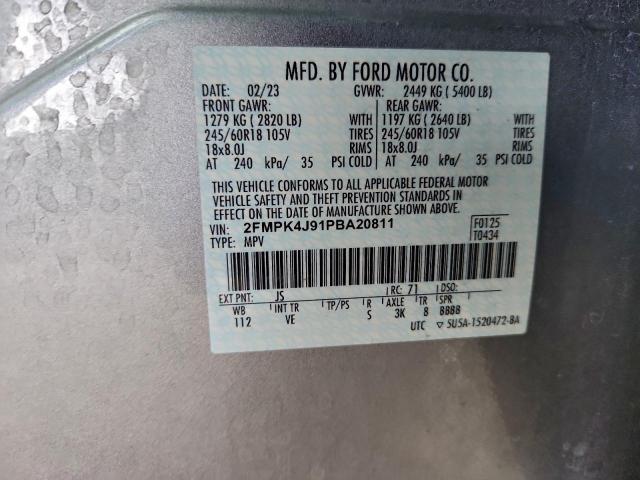 MFD. BY FORD MOTOR CO.
DATE: 02/23 GVWR: 2449 KG ( 5400 LB)
FRONT GAWR: REAR GAWR:
1279 KG ( 2820 LB) WITH 1197 KG ( 2640 LB) WITH
245/60R18 105V TIRES 245/60R18 105V TIRES
18x8.0J RIMS 18x8.0J RIMS
AT 240 kPa/ 35 PSI COLD AT 240 kPa/ 35 PSI COLD
THIS VEHICLE CONFORMS TO ALL APPLICABLE FEDERAL MOTOR
VEHICLE SAFETY AND THEFT PREVENTION STANDARDS IN
EFFECT ON THE DATE OF MANUFACTURE SHOWN ABOVE.
VIN: 2FMPK4J91PBA20811 F0125
TYPE: MPV T0434
EXT PNT: JS RC: 71 DSO:
WB INT TR TP/PS R AXLE TR SPR
112 VE S 3K 8 BBBB
UTC ▽ 5U5A-1520472-BA